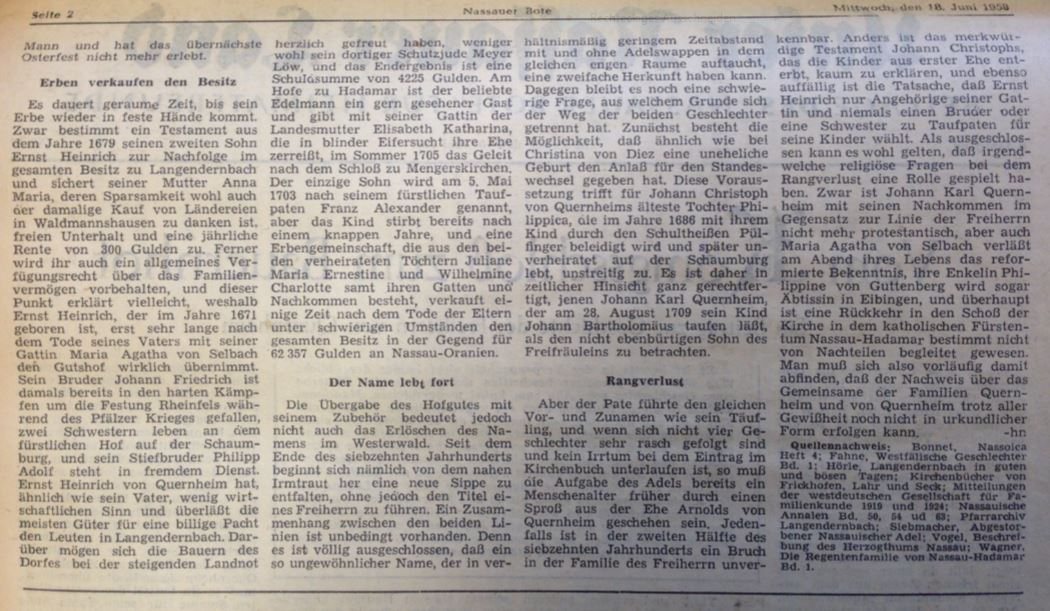 Seite 2
Nassauer Bote
Mittwoch, den 18. Juni 1950
Mann und hat das übernächste
Osterfest nicht mehr erlebt.
Erben verkaufen den Besitz
Es dauert geraume Zeit, bis sein
Erbe wieder in feste Hände kommt.
Zwar bestimmt ein Testament aus
dem Jahre 1679 seinen zweiten Sohn
Ernst Heinrich zur Nachfolge im
gesamten Besitz zu Langendernbach
und sichert seiner Mutter Anna
Maria, deren Sparsamkeit wohl auch
der damalige Kauf von Ländereien
in Waldmannshausen zu danken ist,
freien Unterhalt und eine jährliche
Rente von 300 Gulden zu. Ferner
wird ihr auch ein allgemeines Ver-
fügungsrecht über das Familien-
vermögen vorbehalten, und dieser
Punkt erklärt vielleicht, weshalb
Ernst Heinrich, der im Jahre 1671
geboren ist, erst sehr lange nach
dem Tode seines Vaters mit seiner
Gattin Maria Agatha von Selbach
den Gutshof wirklich übernimmt.
Sein Bruder Johann Friedrich ist
damals bereits in den harten Kämp-
fen um die Festung Rheinfels wäh-
rend des Pfälzer Krieges gefallen,
zwei Schwestern leben an dem
fürstlichen Hof auf der Schaum-
burg, und sein Stiefbruder Philipp
Adolf steht in fremdem Dienst.
Ernst Heinrich von Quernheim hat,
ähnlich wie sein Vater, wenig wirt-
schaftlichen Sinn und überläßt die
meisten Güter für eine billige Pacht
den Leuten in Langendernbach. Dar-
über mögen sich die Bauern des
Dorfes bei der steigenden Landnot
herzlich gefreut haben, weniger
wohl sein dortiger Schutzjude Meyer
Löw, und das Endergebnis ist eine
Schulosumme von 4225 Gulden. Am
Hofe zu Hadamar ist der beliebte
Edelmann ein gern gesehener Gast
und gibt mit seiner Gattin der
Landesmutter Elisabeth Katharina,
die in blinder Eifersucht ihre Ehe
zerreißt, im Sommer 1705 das Geleit
nach dem Schloß zu Mengerskirchen.
Der einzige Sohn wird am 5. Mai
1703 nach seinem fürstlichen Tauf-
paten Franz Alexander genannt,
aber das Kind stirbt bereits nach
einem knappen Jahre, und eine
Erbengemeinschaft, die aus den bei-
den verheirateten Töchtern Juliane
Maria Ernestine und Wilhelmine
Charlotte samt ihren Gatten und
Nachkommen besteht, verkauft ei-
nige Zeit nach dem Tode der Eltern
unter schwierigen Umständen den
gesamten Besitz in der Gegend für
62 357 Gulden an Nassau-Oranien.
Der Name lebt fort
Die Übergabe des Hofgutes mit
seinem Zubehör bedeutet jedoch
nicht auch das Erlöschen des Na-
mens im Westerwald. Seit dem
Ende des siebzehnten Jahrhunderts
beginnt sich nämlich von dem nahen
Irmtraut her eine neue Sippe zu
entfalten, ohne jedoch den Titel ei-
nes Freiherrn zu führen. Ein Zusam-
menhang zwischen den beiden Li-
nien ist unbedingt vorhanden. Denn
es ist völlig ausgeschlossen, daß ein
so ungewöhnlicher Name, der in ver-
hältnismäßig geringem Zeitabstand
mit und ohne Adelswappen in dem
gleichen engen Raume auftaucht,
eine zweifache Herkunft haben kann.
Dagegen bleibt es noch eine schwie-
rige Frage, aus welchem Grunde sich
der Weg der beiden Geschlechter
getrennt hat. Zunächst besteht die
Möglichkeit, daß ähnlich wie bei
Christina von Diez eine uneheliche
Geburt den Anlaß für den Standes-
wechsel gegeben hat. Diese Voraus-
setzung trifft für Johann Christoph
von Quernheims älteste Tochter Phi-
lippica, die im Jahre 1686 mit ihrem
Kind durch den Schultheißen Pül-
finger beleidigt wird und später un-
verheiratet auf der Schaumburg
lebt, unstreitig zu. Es ist daher in
zeitlicher Hinsicht ganz gerechtfer-
tigt, jenen Johann Karl Quernheim,
der am 28. August 1709 sein Kind
Johann Bartholomäus taufen läßt,
als den nicht ebenbürtigen Sohn des
Freifräuleins zu betrachten.
Rangverlust
Aber der Pate führte den gleichen
Vor- und Zunamen wie sein Täuf-
ling, und wenn sich nicht vier Ge-
schlechter sehr rasch gefolgt sind
und kein Irrtum bei dem Eintrag im
Kirchenbuch unterlaufen ist, so muß
die Aufgabe des Adels bereits ein
Menschenalter früher durch einen
Sproß aus der Ehe Arnolds von
Quernheim geschehen sein. Jeden-
falls ist in der zweiten Hälfte des
siebzehnten Jahrhunderts ein Bruch
in der Familie des Freiherrn unver-
kennbar. Anders ist das merkwür-
dige Testament Johann Christophs,
das die Kinder aus erster Ehe ent-
erbt, kaum zu erklären, und ebenso
auffällig ist die Tatsache, daß Ernst
Heinrich nur Angehörige seiner Gat-
tin und niemals einen Bruder oder
eine Schwester zu Taufpaten für
seine Kinder wählt. Als ausgeschlos-
sen kann es wohl gelten, daß irgend-
welche religiöse Fragen bei dem
Rangverlust eine Rolle gespielt ha-
ben. Zwar ist Johann Karl Quern-
heim mit seinen Nachkommen im
Gegensatz zur Linie der Freiherrn
nicht mehr protestantisch, aber auch
Maria Agatha von Selbach verläßt
am Abend ihres Lebens das refor-
mierte Bekenntnis, ihre Enkelin Phi-
lippine von Guttenberg wird sogar
Äbtissin in Eibingen, und überhaupt
ist eine Rückkehr in den Schoß der
Kirche in dem katholischen Fürsten-
tum Nassau-Hadamar bestimmt nicht
von Nachteilen begleitet gewesen.
Man muß sich also vorläufig damit
abfinden, daß der Nachweis über das
Gemeinsame der Familien Quern-
heim und von Quernheim trotz aller
Gewißheit noch nicht in urkundlicher
Form erfolgen kann. -hn
Quellenachweis: Bonnet, Nassoica
Heft 4; Fahne, Westfälische Geschlechter
Bd. 1; Hörle, Langendernbach in guten
und bösen Tagen; Kirchenbücher von
Frickhofen, Lahr und Seck; Mitteilungen
der westdeutschen Gesellschaft für Fa-
milienkunde 1919 und 1924; Nassauische
Annalen Bd. 50, 54 ud 63; Pfarrarchiv
Langendernbach; Siebmacher, Abgestor-
bener Nassauischer Adel; Vogel, Beschrei-
bung des Herzogthums Nassau; Wagner,
Die Regentenfamilie von Nassau-Hadamar
Bd. 1.